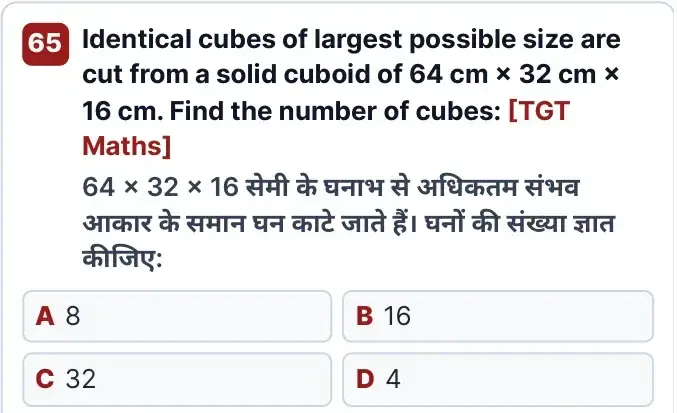 65 Identical cubes of largest possible size are
cut from a solid cuboid of 64 cm × 32 cm ×
16 cm. Find the number of cubes: [TGT
Maths]
64 × 32 × 16 सेमी के घनाभ से अधिकतम संभव
आकार के समान घन काटे जाते हैं। घनों की संख्या ज्ञात
कीजिए:
A 8 B 16
C 32 D 4